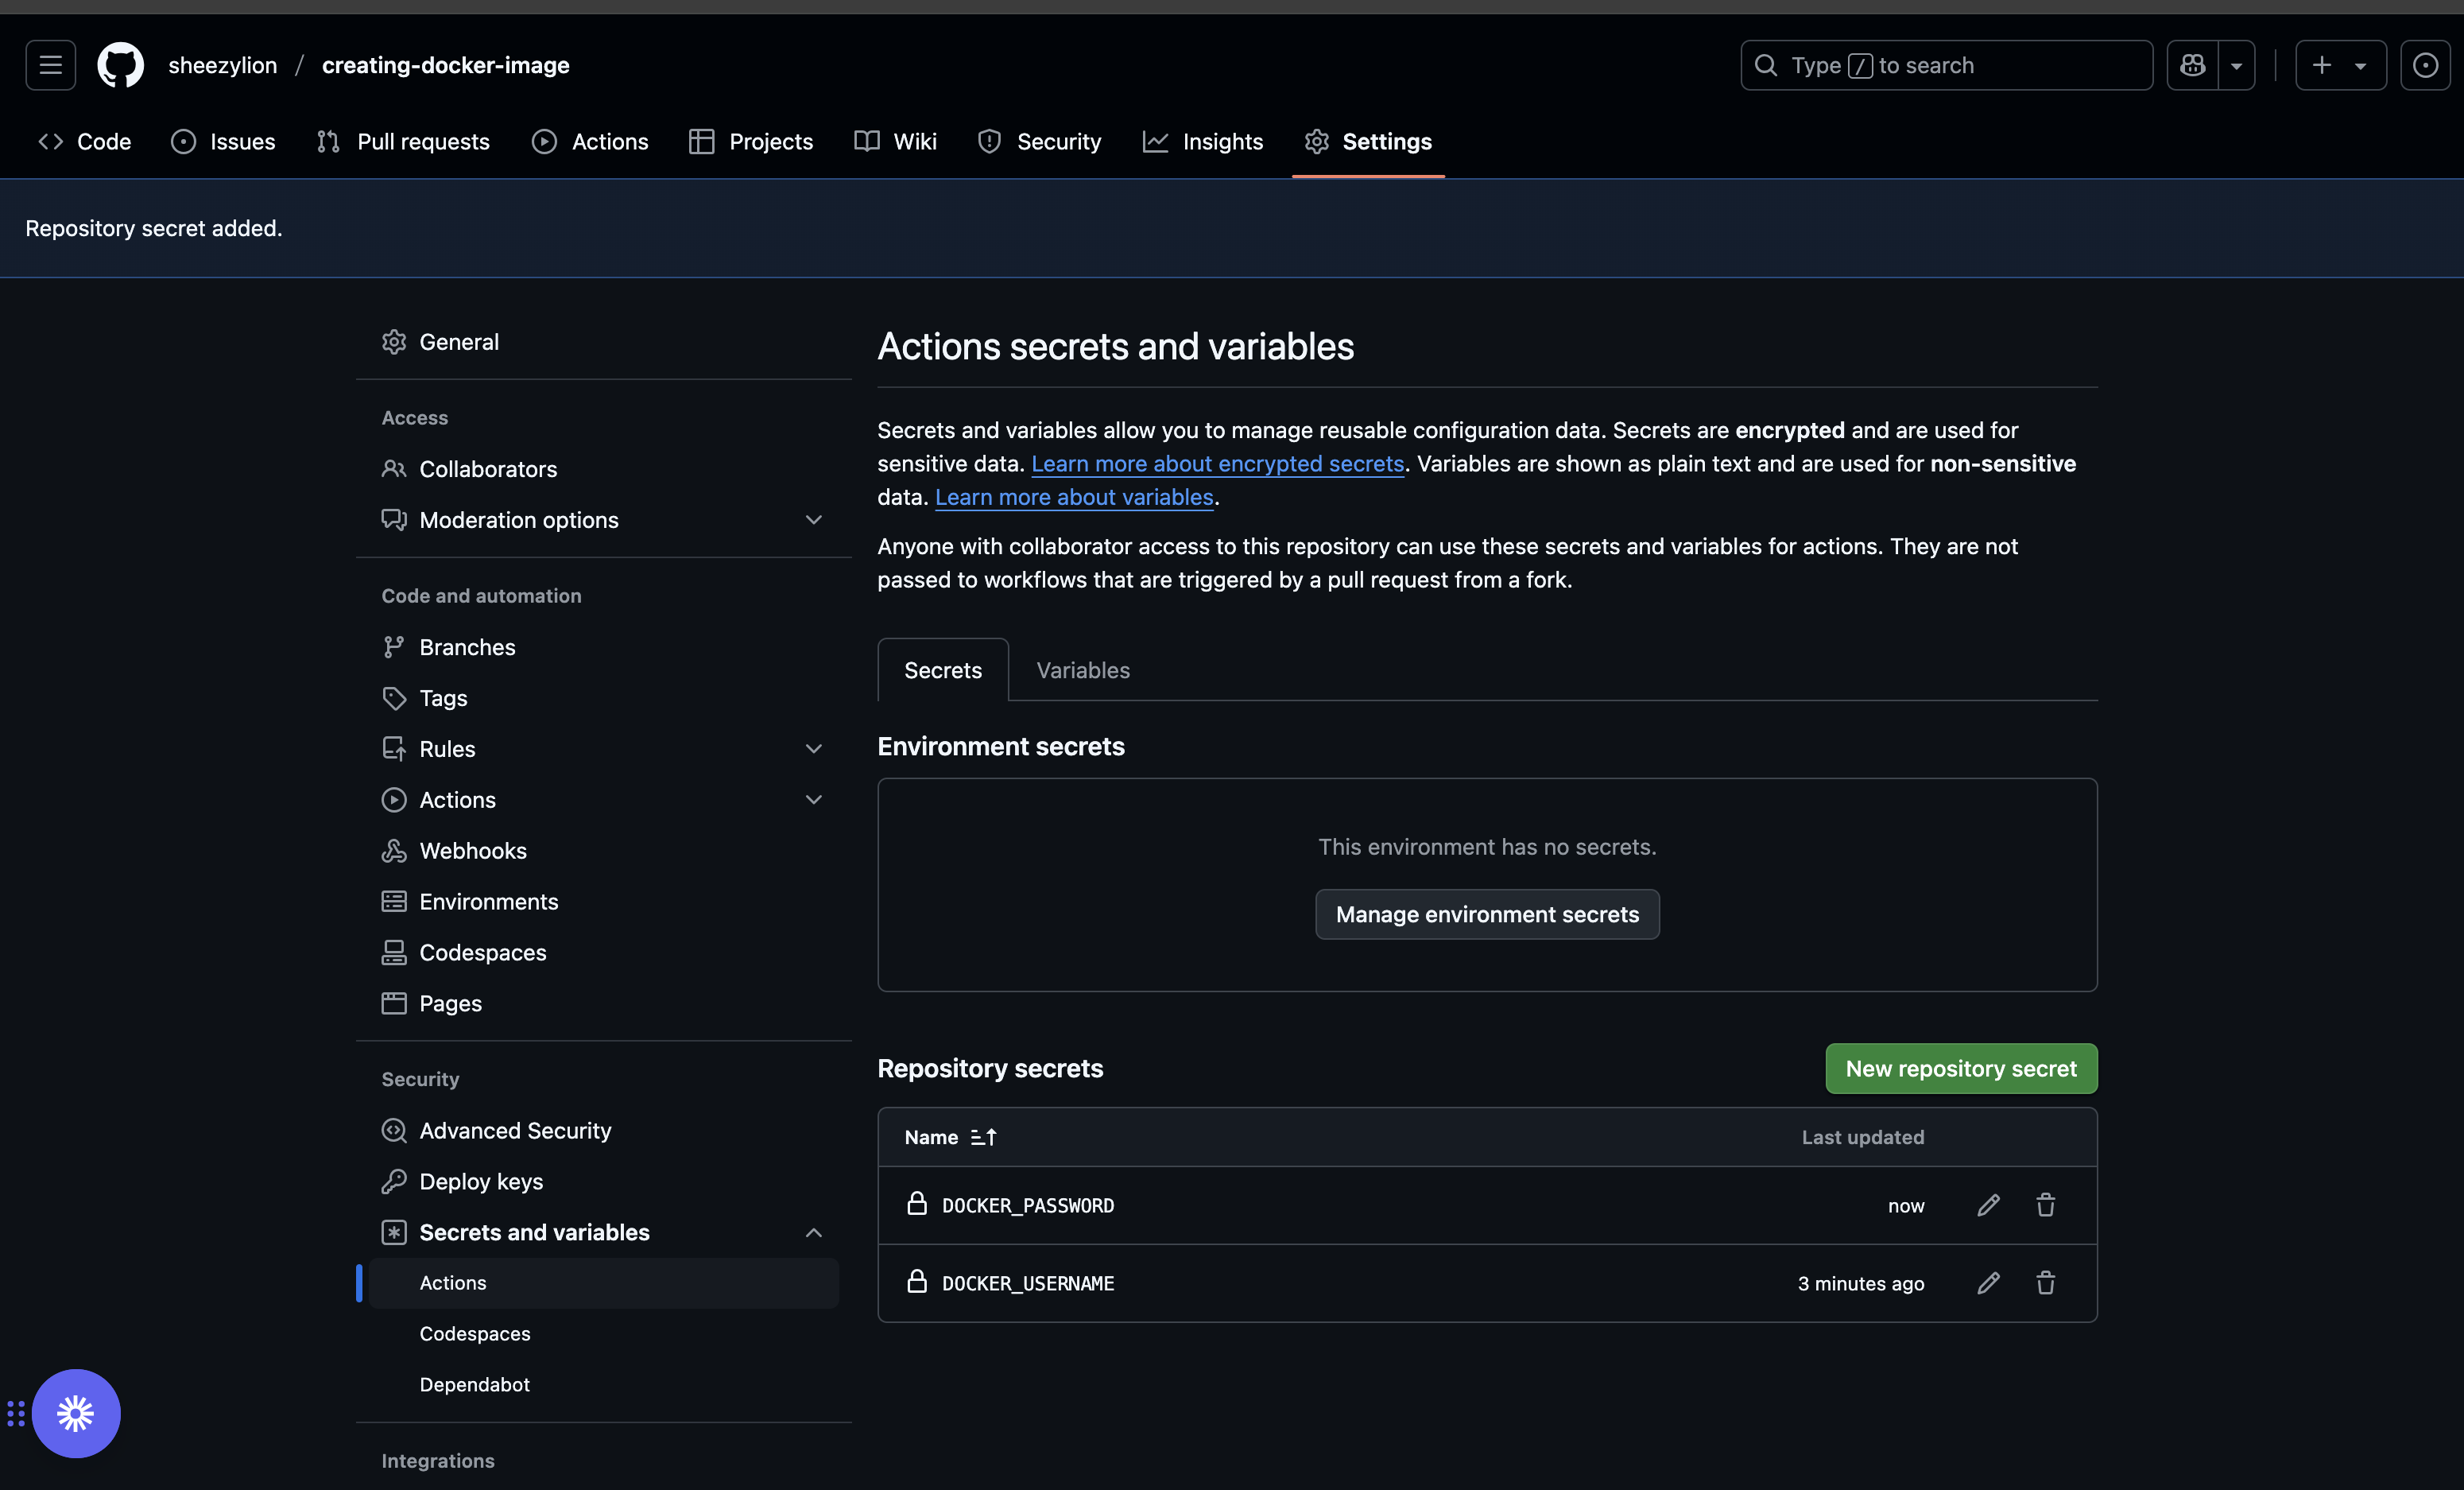 sheezylion / creating-docker-image
Type / to search
Code
Issues
Pull requests
Actions
Projects
Wiki
Security
Insights
Settings
Repository secret added.
General
Access
Collaborators
Moderation options
Code and automation
Branches
Tags
Rules
Actions
Webhooks
Environments
Codespaces
Pages
Security
Advanced Security
Deploy keys
Secrets and variables
Actions
Codespaces
Dependabot
Integrations
Actions secrets and variables
Secrets and variables allow you to manage reusable configuration data. Secrets are encrypted and are used for
sensitive data. Learn more about encrypted secrets. Variables are shown as plain text and are used for non-sensitive
data. Learn more about variables.
Anyone with collaborator access to this repository can use these secrets and variables for actions. They are not
passed to workflows that are triggered by a pull request from a fork.
Secrets
Variables
Environment secrets
This environment has no secrets.
Manage environment secrets
Repository secrets
New repository secret
Name
Last updated
DOCKER_PASSWORD
now
DOCKER_USERNAME
3 minutes ago